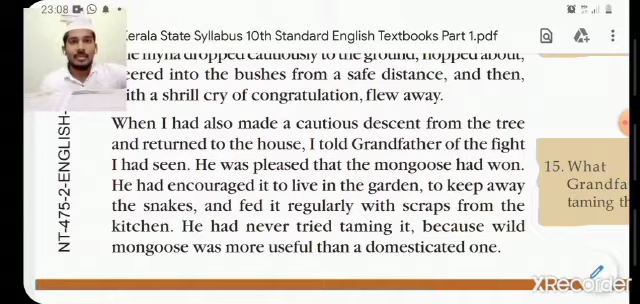 23:08
Kerala State Syllabus 10th Standard English Textbooks Part 1.pdf
The myna dropped cautiously to the ground, hopped about,
peered into the bushes from a safe distance, and then,
with a shrill cry of congratulation, flew away.
When I had also made a cautious descent from the tree
and returned to the house, I told Grandfather of the fight
I had seen. He was pleased that the mongoose had won.
He had encouraged it to live in the garden, to keep away
the snakes, and fed it regularly with scraps from the
kitchen. He had never tried taming it, because wild
mongoose was more useful than a domesticated one.
15. What
Grandfa
taming th
NT-475-2-ENGLISH-
XRecorder